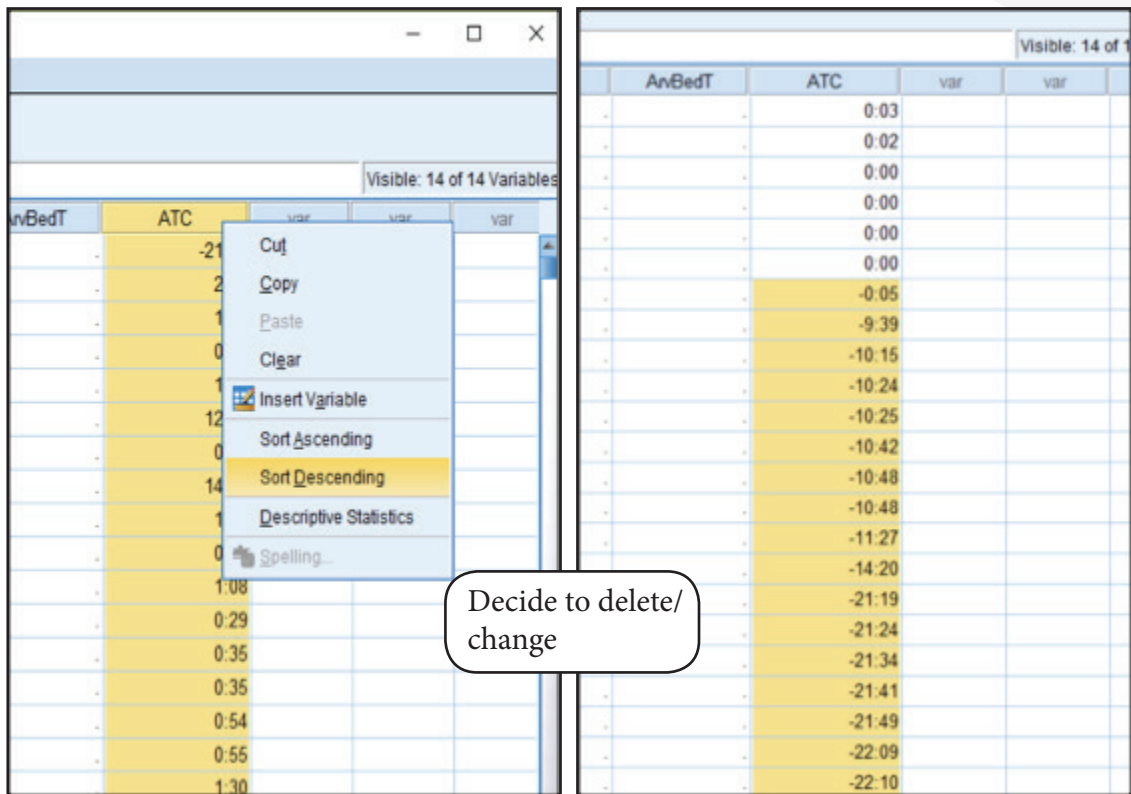 Visible: 14 of 14 Variables
ArvBedT ATC var var var
-21
2
1
0
1
12
0
14
1
0
1:08
0:29
0:35
0:35
0:54
0:55
1:30
Cut
Copy
Paste
Clear
Insert Variable
Sort Ascending
Sort Descending
Descriptive Statistics
Spelling...
Decide to delete/
change
Visible: 14 of 1
ArvBedT ATC var var
0:03
0:02
0:00
0:00
0:00
0:00
-0:05
-9:39
-10:15
-10:24
-10:25
-10:42
-10:48
-10:48
-11:27
-14:20
-21:19
-21:24
-21:34
-21:41
-21:49
-22:09
-22:10